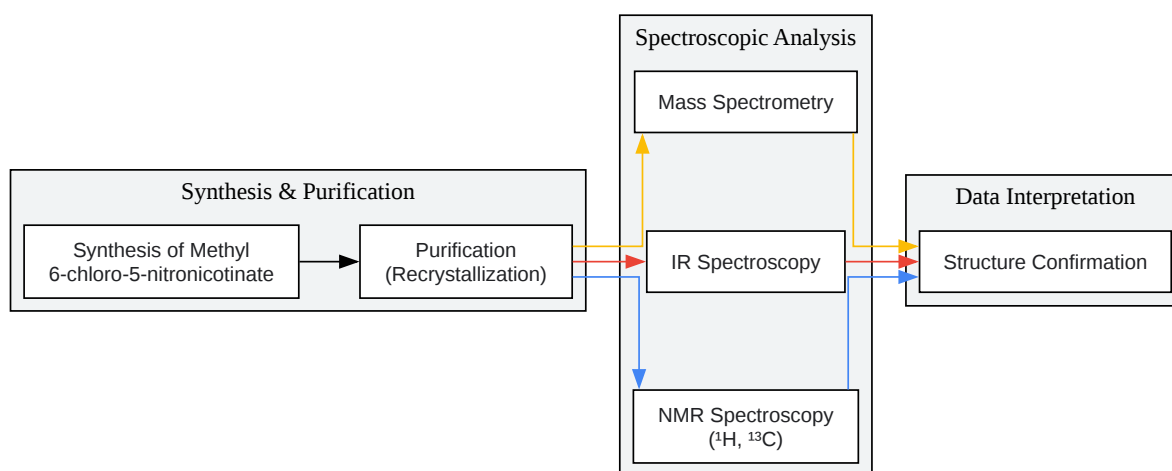 Synthesis & Purification
Synthesis of Methyl
6-chloro-5-nitronicotinate
Purification
(Recrystallization)
Spectroscopic Analysis
Mass Spectrometry
IR Spectroscopy
NMR Spectroscopy
(¹H, ¹³C)
Data Interpretation
Structure Confirmation